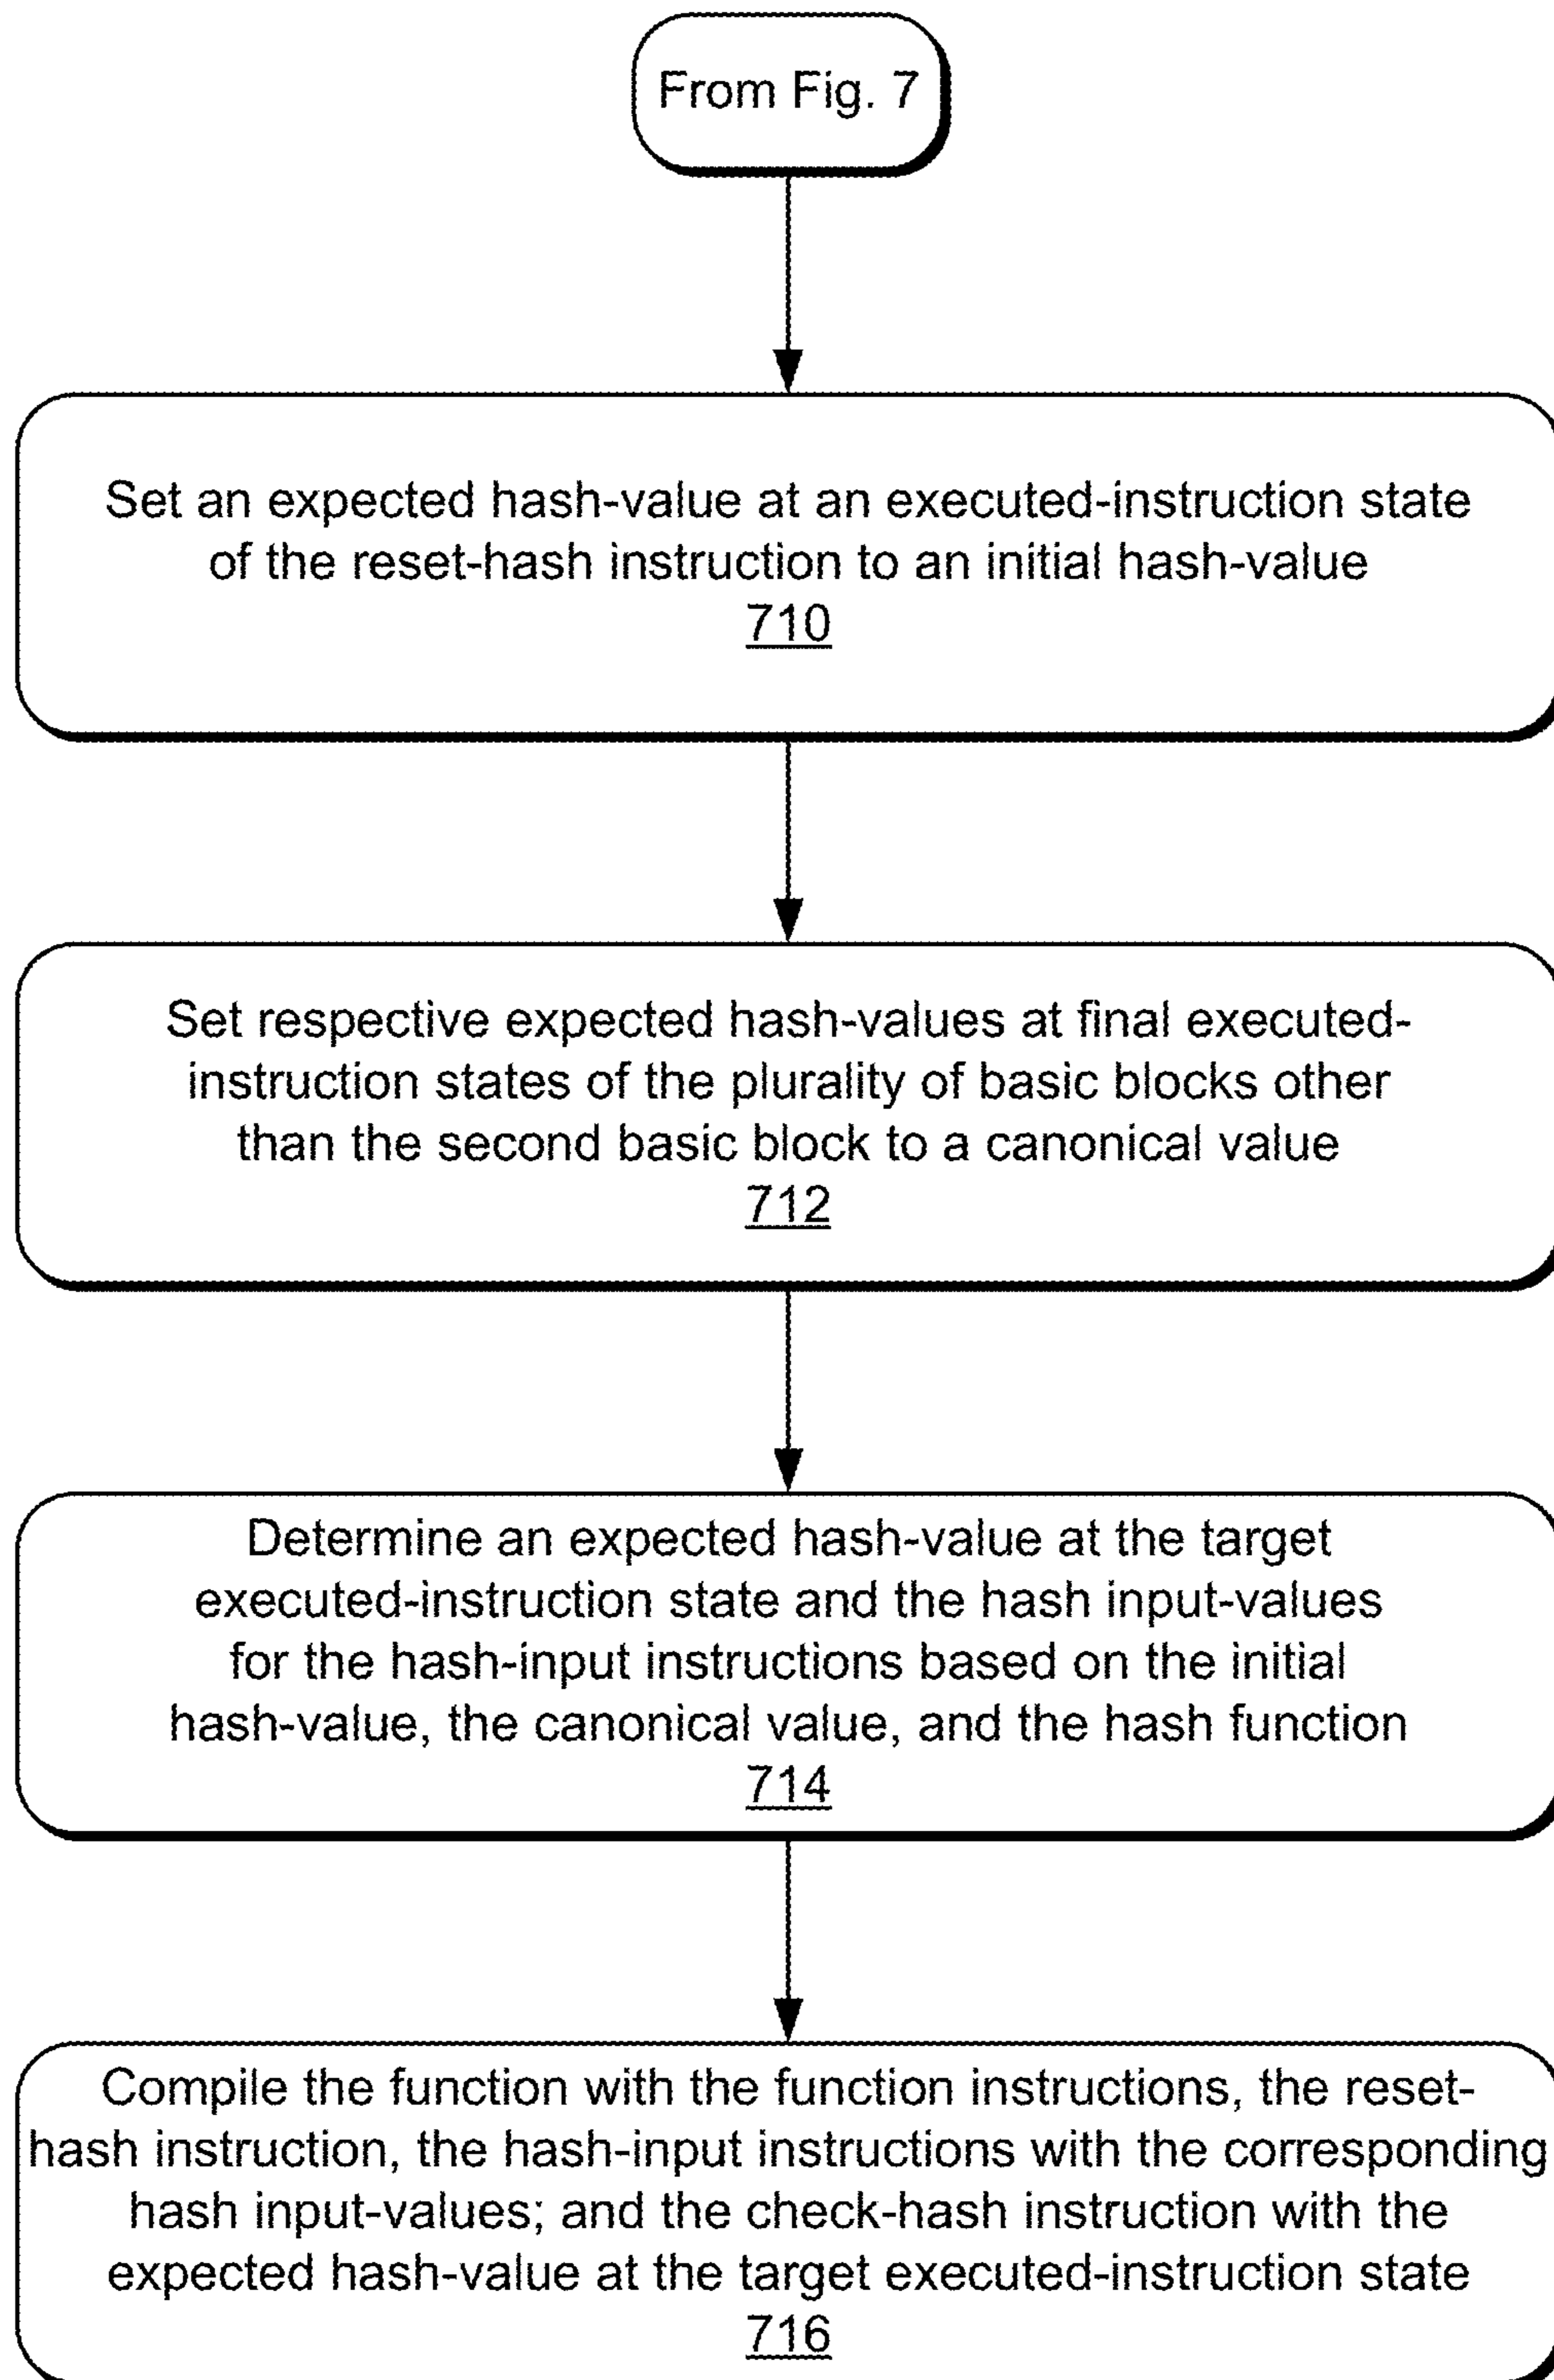 From Fig. 7
Set an expected hash-value at an executed-instruction state
of the reset-hash instruction to an initial hash-value
710
Set respective expected hash-values at final executed-
instruction states of the plurality of basic blocks other
than the second basic block to a canonical value
712
Determine an expected hash-value at the target
executed-instruction state and the hash input-values
for the hash-input instructions based on the initial
hash-value, the canonical value, and the hash function
714
Compile the function with the function instructions, the reset-
hash instruction, the hash-input instructions with the corresponding
hash input-values; and the check-hash instruction with the
expected hash-value at the target executed-instruction state
716